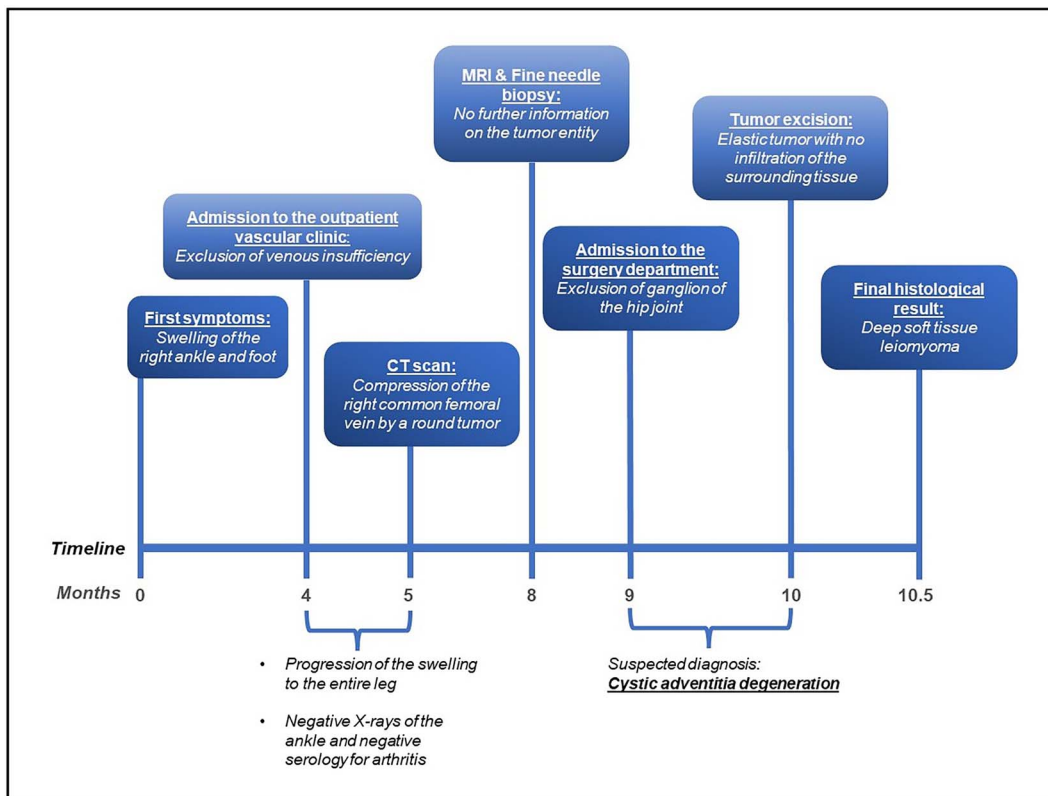 First symptoms:
Swelling of the
right ankle and foot
Admission to the outpatient
vascular clinic:
Exclusion of venous insufficiency
CT scan:
Compression of the
right common femoral
vein by a round tumor
MRI & Fine needle
biopsy:
No further information
on the tumor entity
Admission to the
surgery department:
Exclusion of ganglion of
the hip joint
Tumor excision:
Elastic tumor with no
infiltration of the
surrounding tissue
Final histological
result:
Deep soft tissue
leiomyoma
Timeline
Months 0 4 5 8 9 10 10.5
• Progression of the swelling
to the entire leg
• Negative X-rays of the
ankle and negative
serology for arthritis
Suspected diagnosis:
Cystic adventitia degeneration